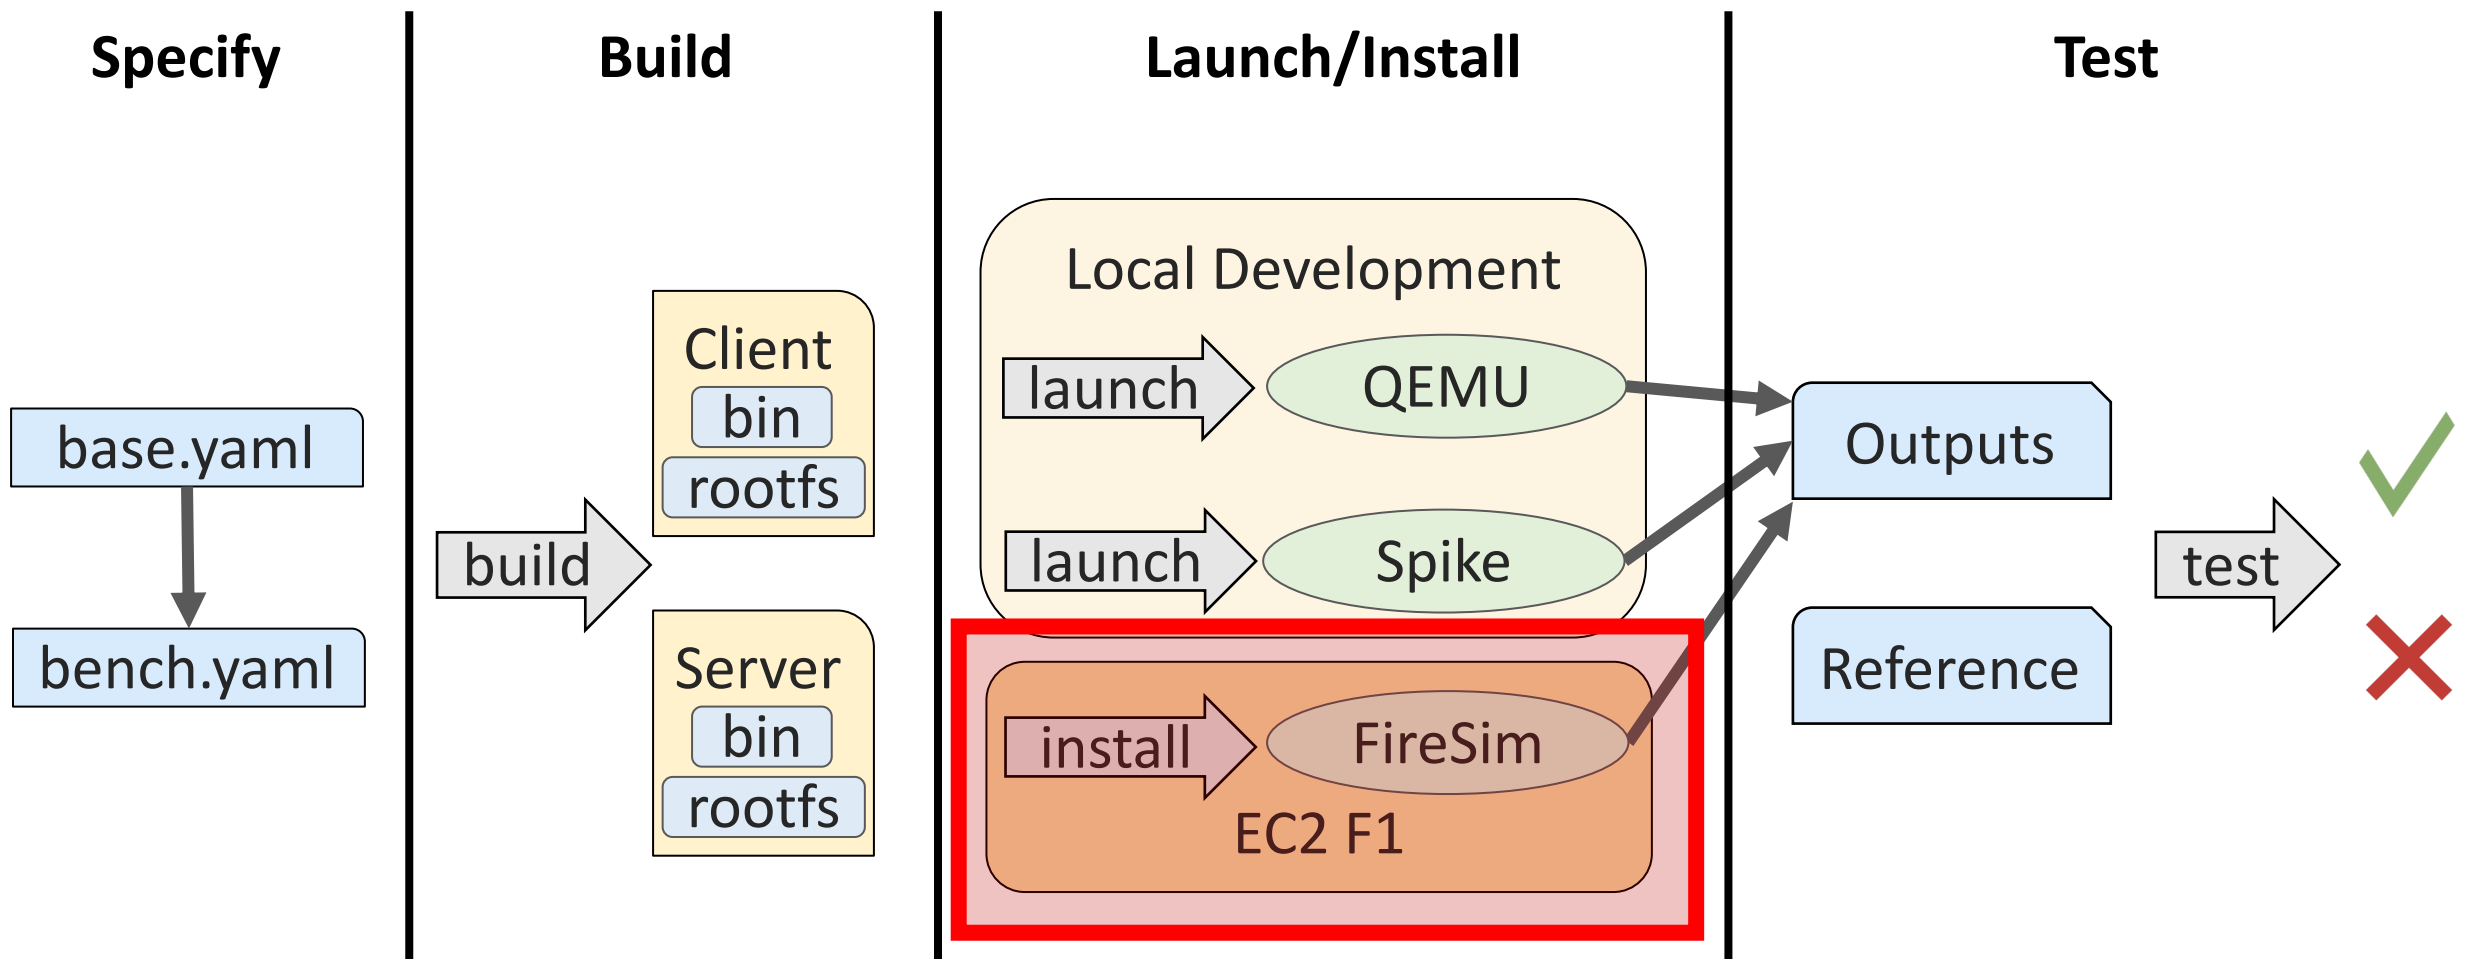 Specify
Build
Launch/Install
Test
base.yaml
bench.yaml
build
Client
bin
rootfs
Server
bin
rootfs
Local Development
launch
QEMU
launch
Spike
install
FireSim
EC2 F1
Outputs
Reference
test